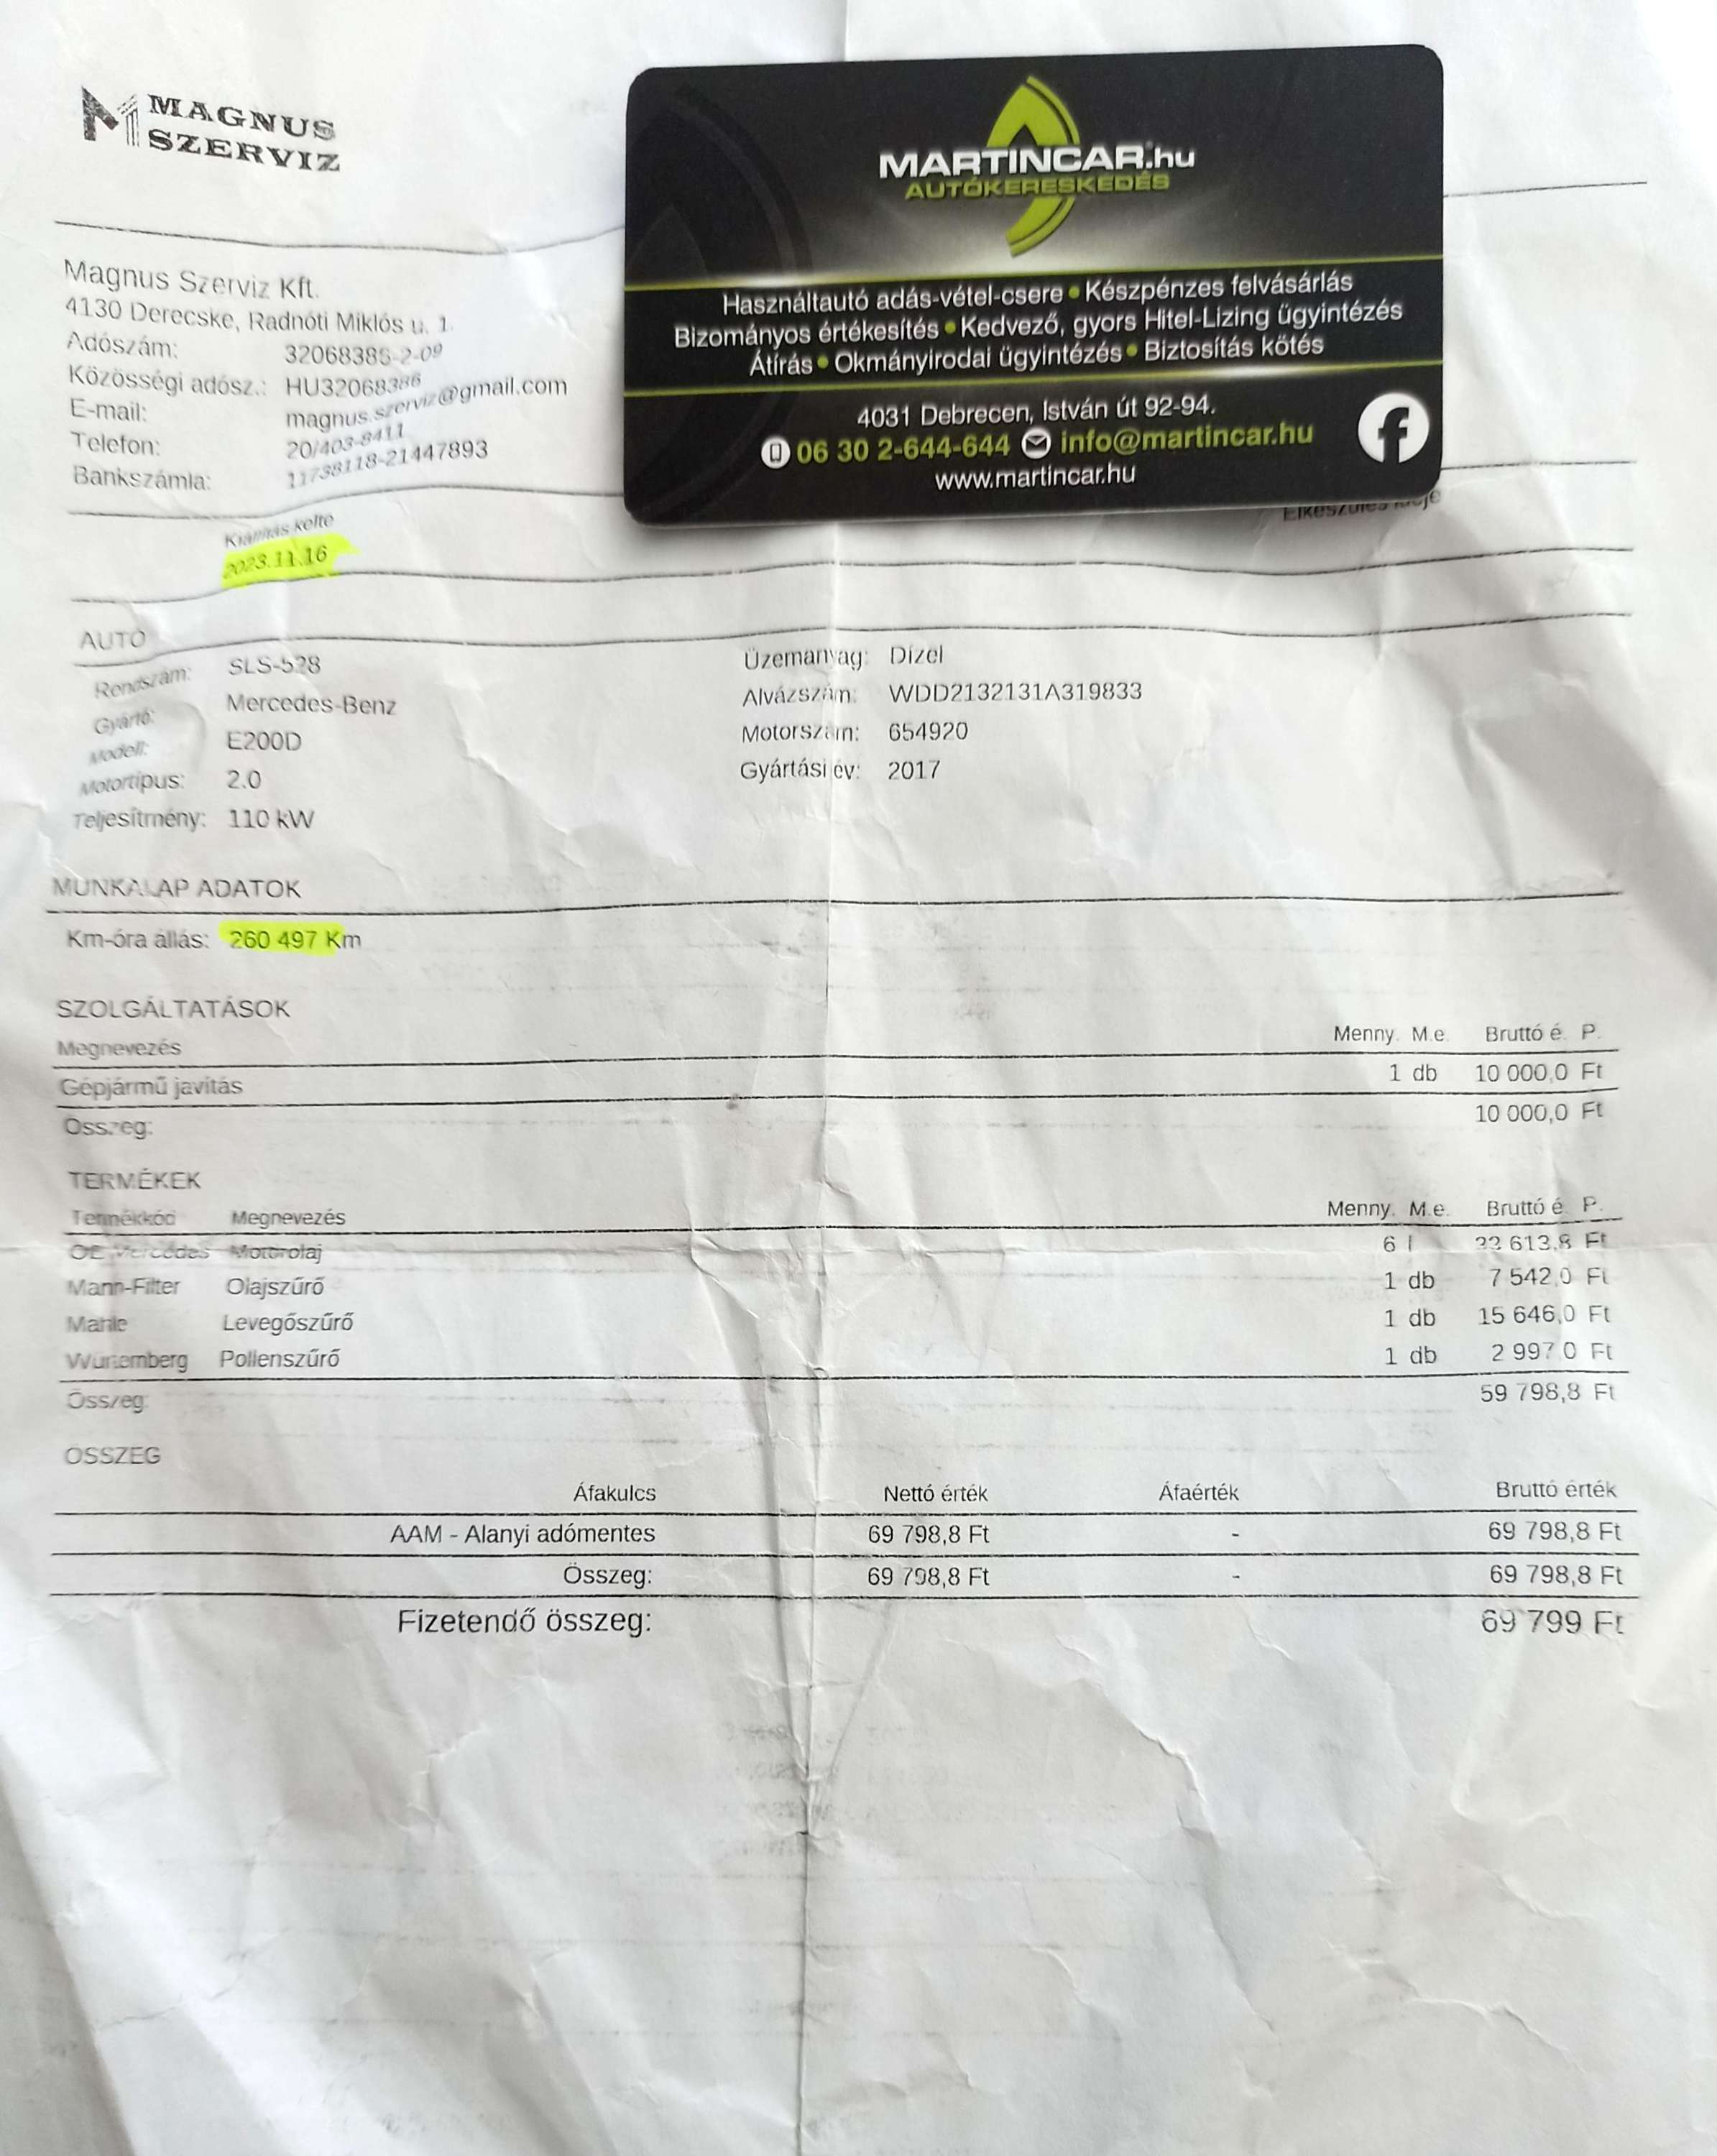 MAGNUS
SZERVIZ
MARTINCAR.hu
AUTÓKERESKEDÉS
Használtautó adás-vétel-csere • Készpénzes felvásárlás
Bizományos értékesítés • Kedvező, gyors Hitel-Lizing ügyintézés
Átírás • Okmányirodai ügyintézés • Biztosítás kötés
4031 Debrecen, István út 92-94.
06 30 2-644-644 info@martincar.hu
www.martincar.hu
Magnus Szerviz Kft.
4130 Derecske, Radnóti Miklós u. 1.
Adószám: 32068386-2-09
Közösségi adósz.: HU32068386
E-mail: magnus.szerviz@gmail.com
Telefon: 20/403-8411
Bankszámla: 11738118-21447893
Kiállítás kelte
Elkészülés ideje
2023.11.16
AUTÓ
Rendszám: SLS-528
Üzemanyag: Dízel
Gyártó: Mercedes-Benz
Alvázszám: WDD2132131A319833
Modell: E200D
Motorszám: 654920
Motortípus: 2.0
Gyártási év: 2017
Teljesítmény: 110 kW
MUNKALAP ADATOK
Km-óra állás: 260 497 Km
SZOLGÁLTATÁSOK
Megnevezés Menny. M.e. Bruttó é. P.
Gépjármű javítás 1 db 10 000,0 Ft
Összeg: 10 000,0 Ft
TERMÉKEK
Termékkód Megnevezés Menny. M.e. Bruttó é. P.
OE Mercedes Motorolaj 6 l 613,8 Ft
Mann-Filter Olajszűrő 1 db 7 542,0 Ft
Mahle Levegőszűrő 1 db 15 646,0 Ft
Würtemberg Pollenszűrő 1 db 2 997,0 Ft
Összeg: 59 798,8 Ft
ÖSSZEG
Áfakulcs Nettó érték Áfaérték Bruttó érték
AAM - Alanyi adómentes 69 798,8 Ft - 69 798,8 Ft
Összeg: 69 798,8 Ft - 69 798,8 Ft
Fizetendő összeg: 69 799 Ft